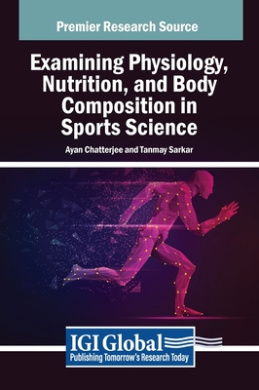 Premier Research Source
Examining Physiology,
Nutrition, and Body
Composition in
Sports Science
Ayan Chatterjee and Tanmay Sarkar
IGI Global
Publishing Tomorrow's Research Today